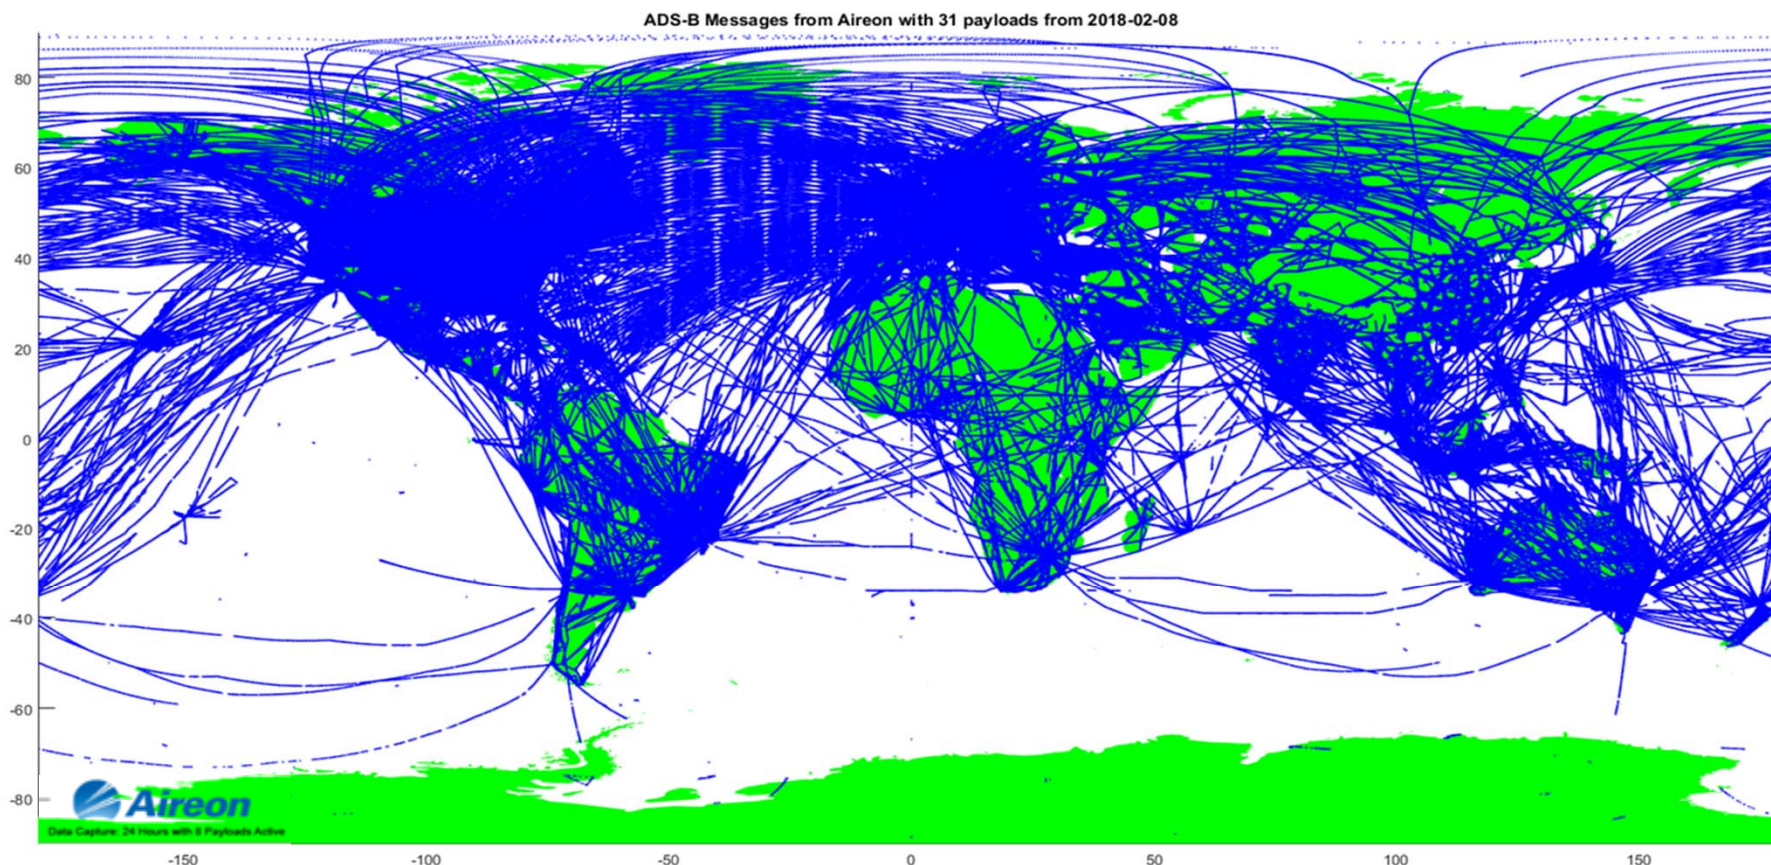 ADS-B Messages from Aireon with 31 payloads from 2018-02-08
80
60
40
20
0
-20
-40
-60
-80
Aireon
Data Capture: 24 Hours with 8 Payloads Active
-150 -100 -50 0 50 100 150